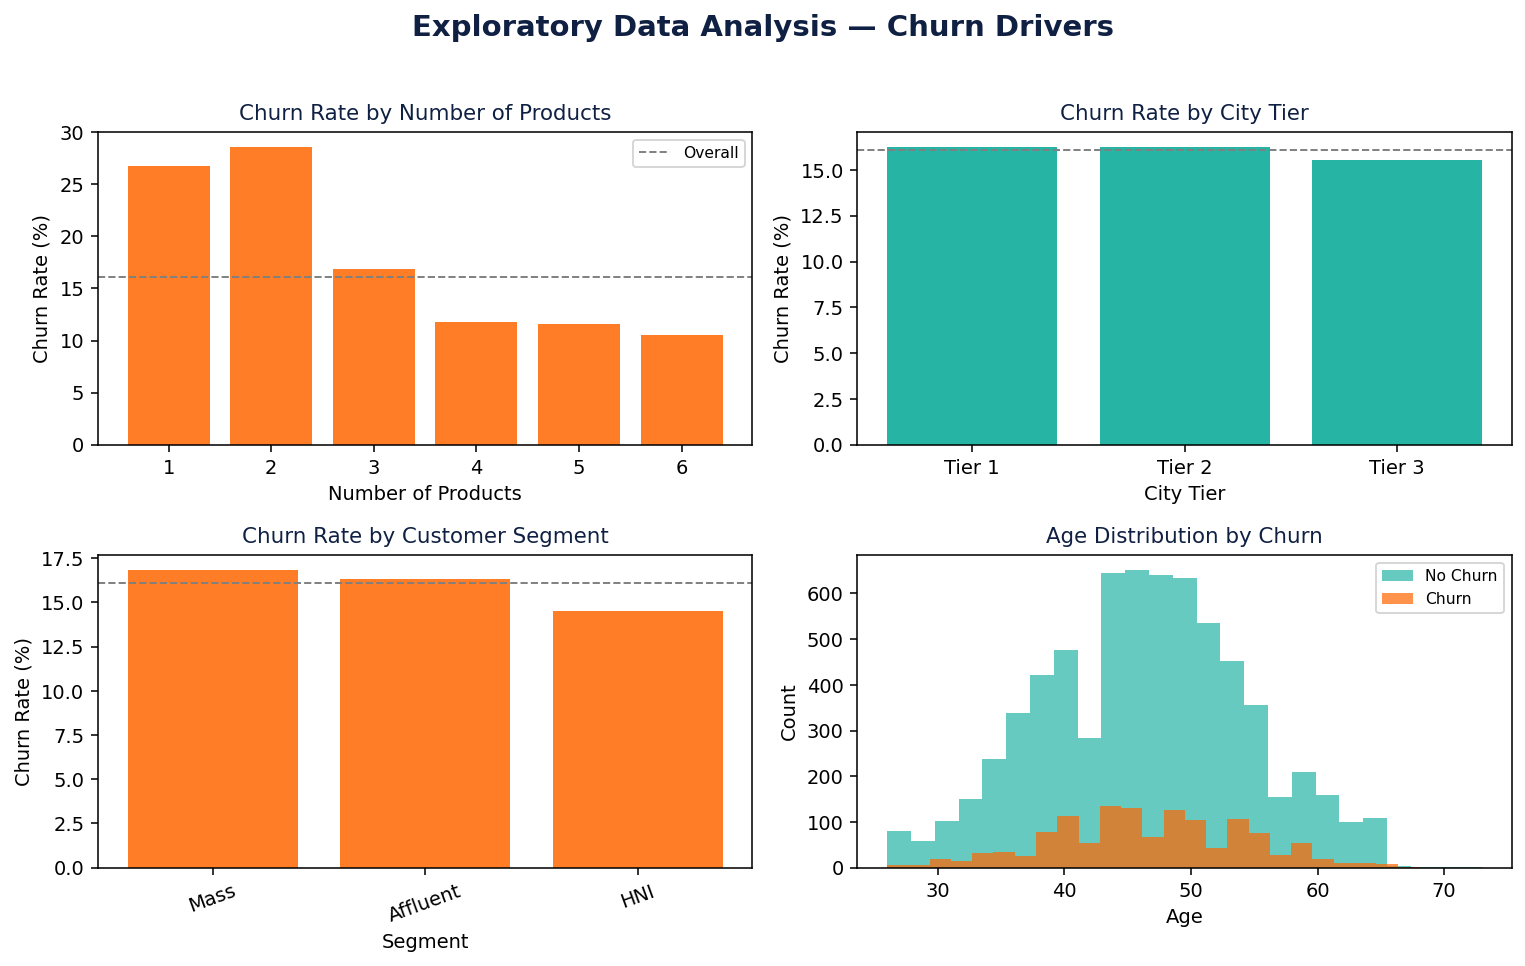 Exploratory Data Analysis — Churn Drivers
Churn Rate by Number of Products
30
25
20
15
10
5
0
Churn Rate (%)
Overall
1 2 3 4 5 6
Number of Products
Churn Rate by City Tier
15.0
12.5
10.0
7.5
5.0
2.5
0.0
Churn Rate (%)
Tier 1 Tier 2 Tier 3
City Tier
Churn Rate by Customer Segment
17.5
15.0
12.5
10.0
7.5
5.0
2.5
0.0
Churn Rate (%)
Mass Affluent HNI
Segment
Age Distribution by Churn
600
500
400
300
200
100
0
Count
No Churn
Churn
30 40 50 60 70
Age